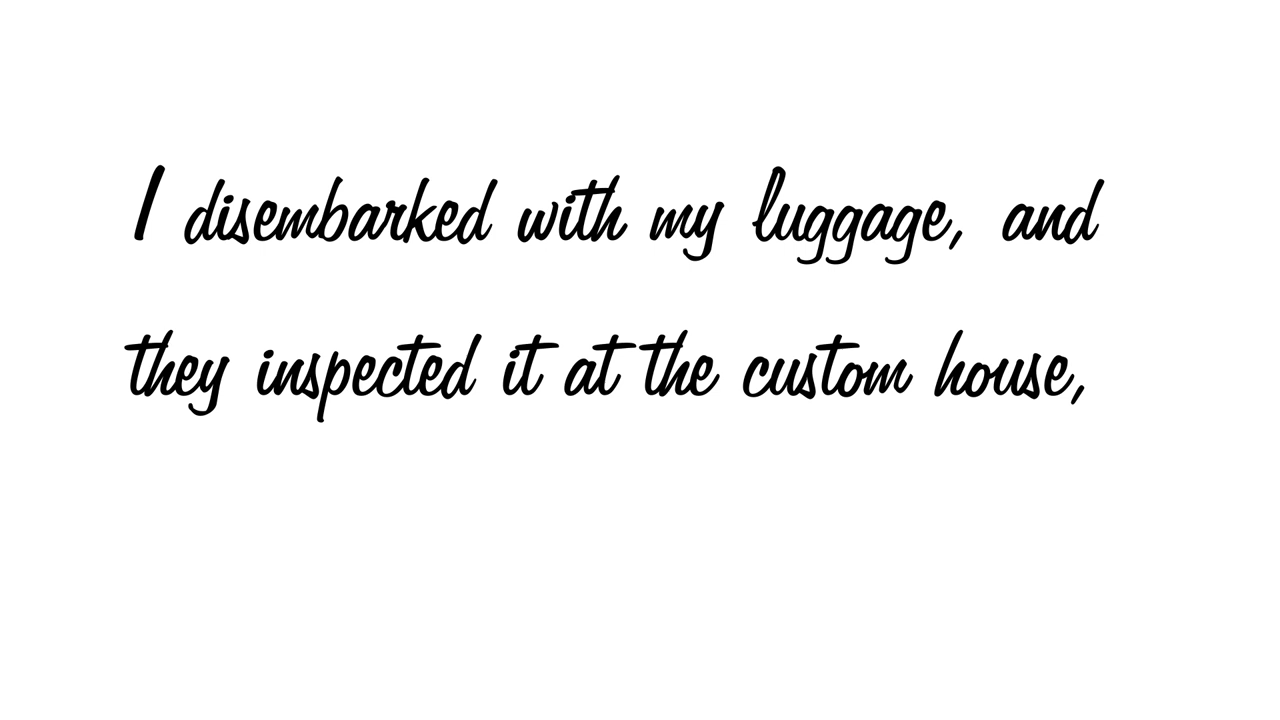 I disembarked with my luggage, and
they inspected it at the custom house,